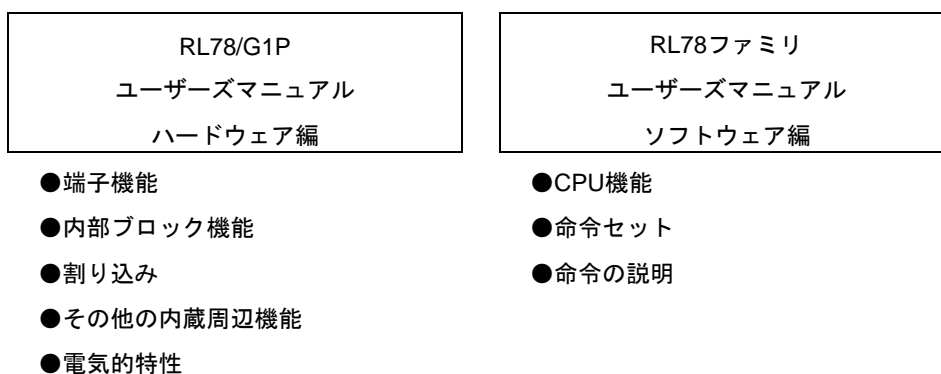 RL78/G1P
ユーザーズマニュアル
ハードウェア編
●端子機能
●内部ブロック機能
●割り込み
●その他の内蔵周辺機能
●電気的特性
RL78ファミリ
ユーザーズマニュアル
ソフトウェア編
●CPU機能
●命令セット
●命令の説明